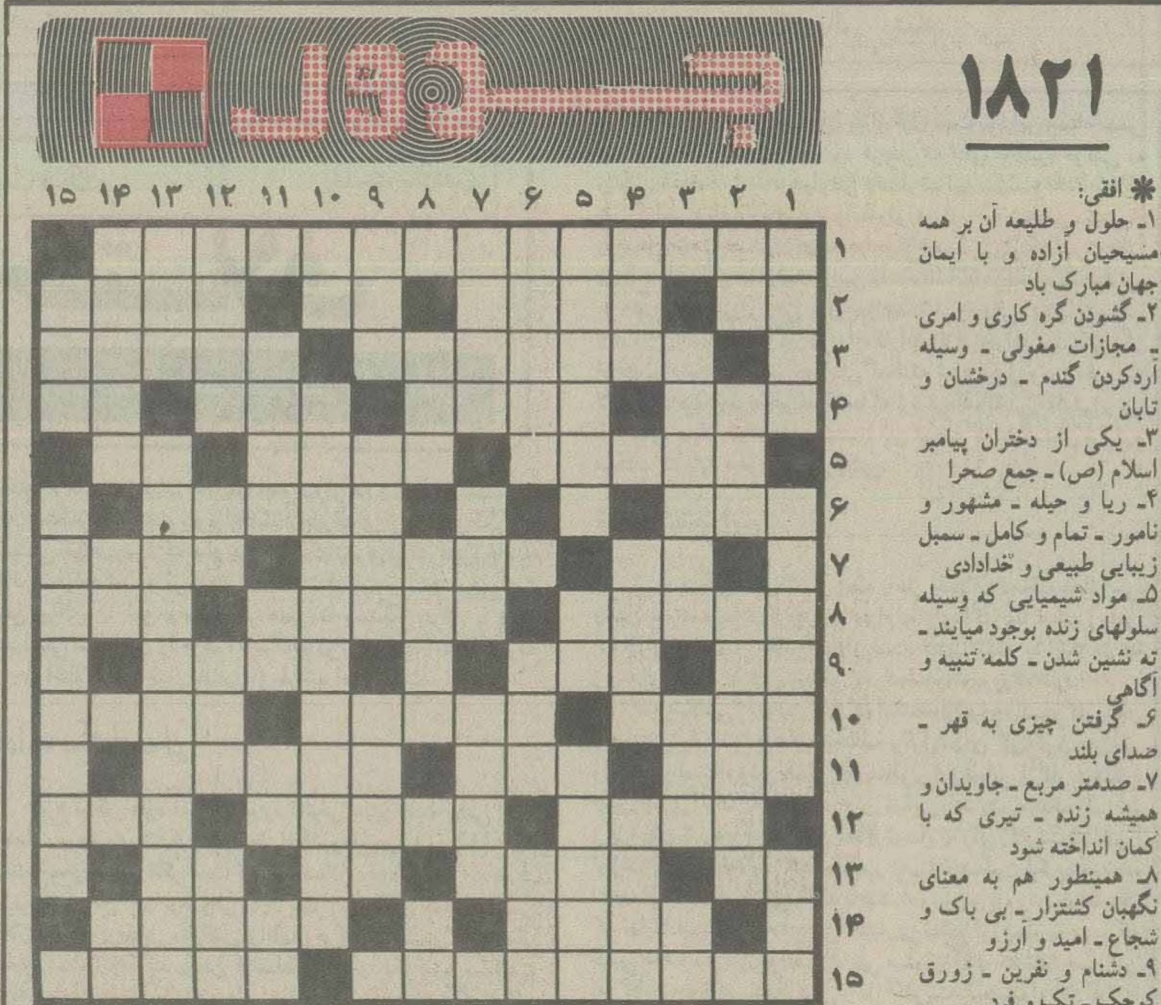 جدول
۱۸۲۱
۱۵ ۱۴ ۱۳ ۱۲ ۱۱ ۱۰ ۹ ۸ ۷ ۶ ۵ ۴ ۳ ۲ ۱
۱
۲
۳
۴
۵
۶
۷
۸
۹
۱۰
۱۱
۱۲
۱۳
۱۴
۱۵
✽ افقی:
۱ـ حلول و طلیعه آن بر همه
مسیحیان ازاده و با ایمان
جهان مبارک باد
۲ـ گشودن گره کاری و امری
ـ مجازات مغولی ـ وسیله
آردکردن گندم ـ درخشان و
تابان
۳ـ یکی از دختران پیامبر
اسلام (ص) ـ جمع صحرا
۴ـ ریا و حیله ـ مشهور و
نامور ـ تمام و کامل ـ سمبل
زیبایی طبیعی و خدادادی
۵ـ مواد شیمیایی که وسیله
سلولهای زنده بوجود میآیند ـ
ته نشین شدن ـ کلمه تنبیه و
آگاهی
۶ـ گرفتن چیزی به قهر ـ
صدای بلند
۷ـ صدمتر مربع ـ جاویدان و
همیشه زنده ـ تیری که با
کمان انداخته شود
۸ـ همینطور هم به معنای
نگهبان کشتزار ـ بی باک و
شجاع ـ امید و ارزو
۹ـ دشنام و نفرین ـ زورق
کوچک ـ تک و فرد